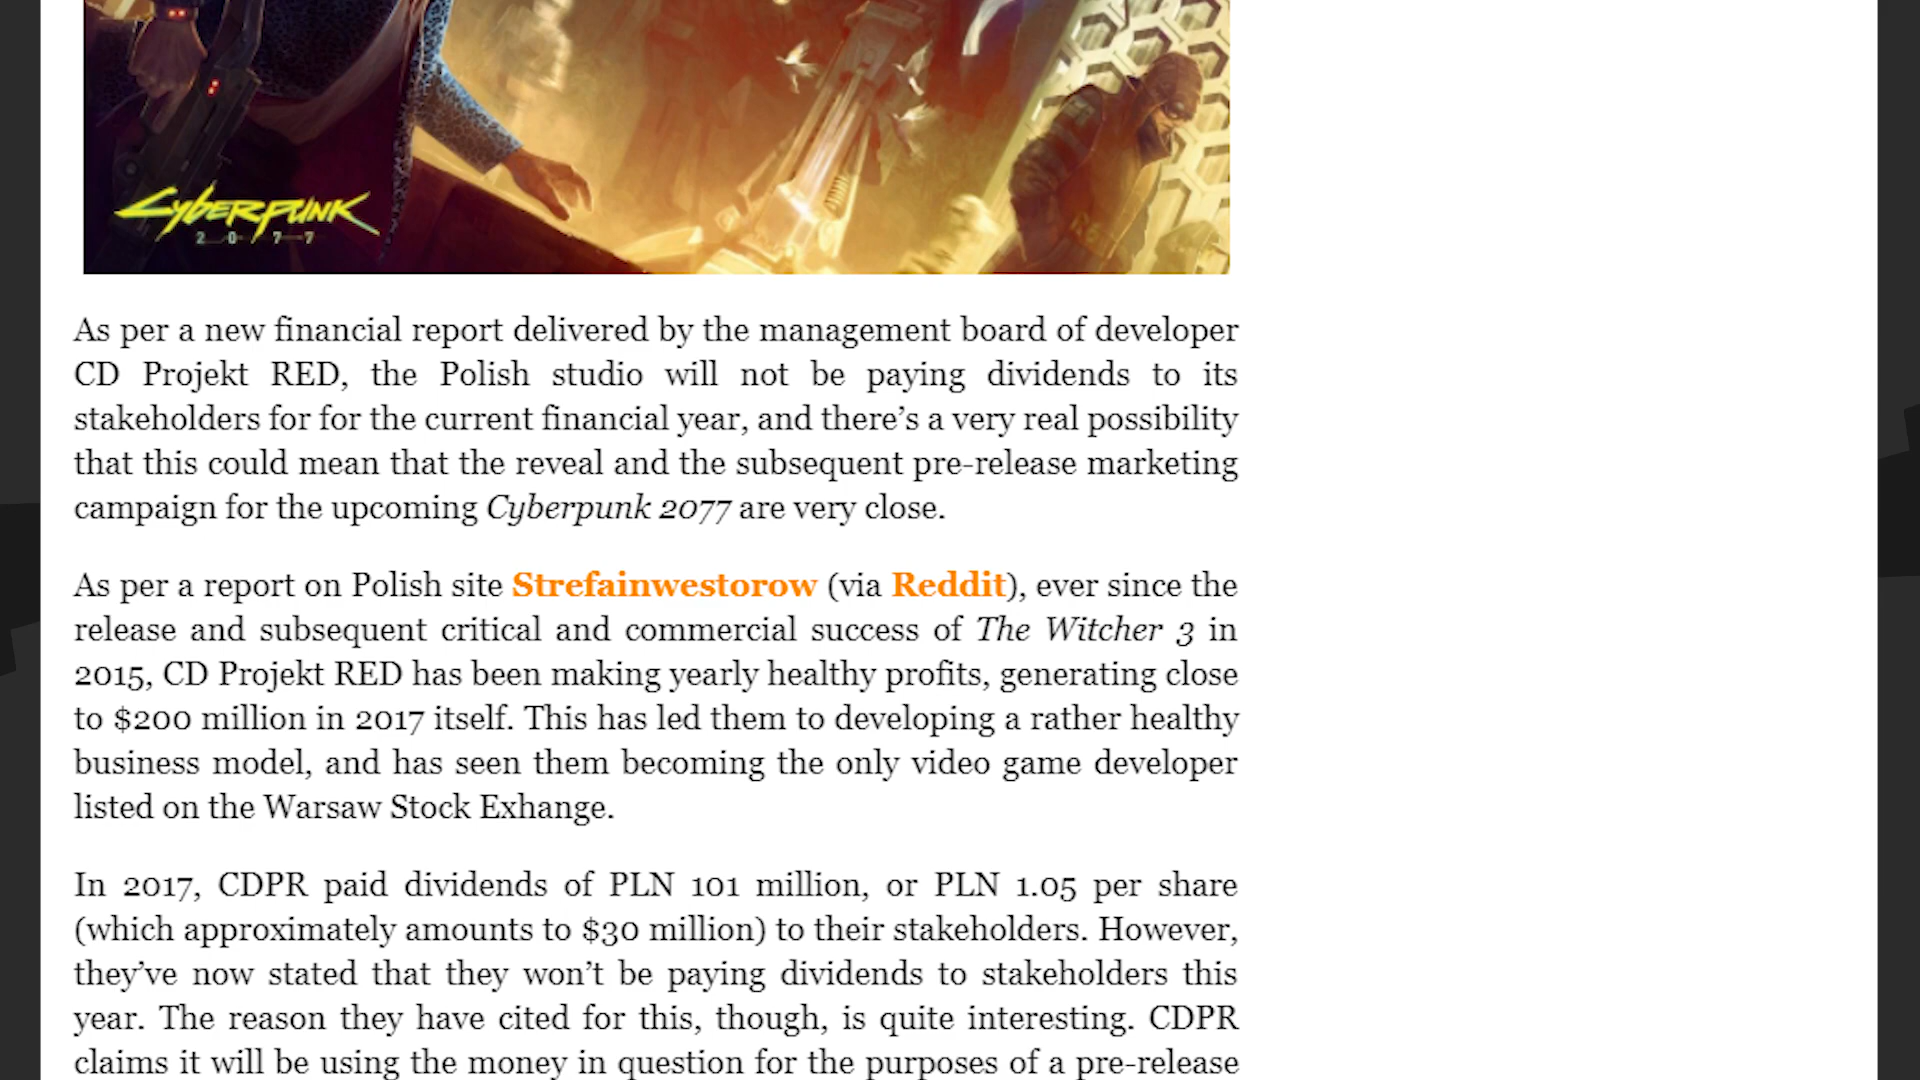 CYBERPUNK
2077
As per a new financial report delivered by the management board of developer
CD Projekt RED, the Polish studio will not be paying dividends to its
stakeholders for for the current financial year, and there’s a very real possibility
that this could mean that the reveal and the subsequent pre-release marketing
campaign for the upcoming Cyberpunk 2077 are very close.
As per a report on Polish site Strefainwestorow (via Reddit), ever since the
release and subsequent critical and commercial success of The Witcher 3 in
2015, CD Projekt RED has been making yearly healthy profits, generating close
to $200 million in 2017 itself. This has led them to developing a rather healthy
business model, and has seen them becoming the only video game developer
listed on the Warsaw Stock Exhange.
In 2017, CDPR paid dividends of PLN 101 million, or PLN 1.05 per share
(which approximately amounts to $30 million) to their stakeholders. However,
they’ve now stated that they won’t be paying dividends to stakeholders this
year. The reason they have cited for this, though, is quite interesting. CDPR
claims it will be using the money in question for the purposes of a pre-release